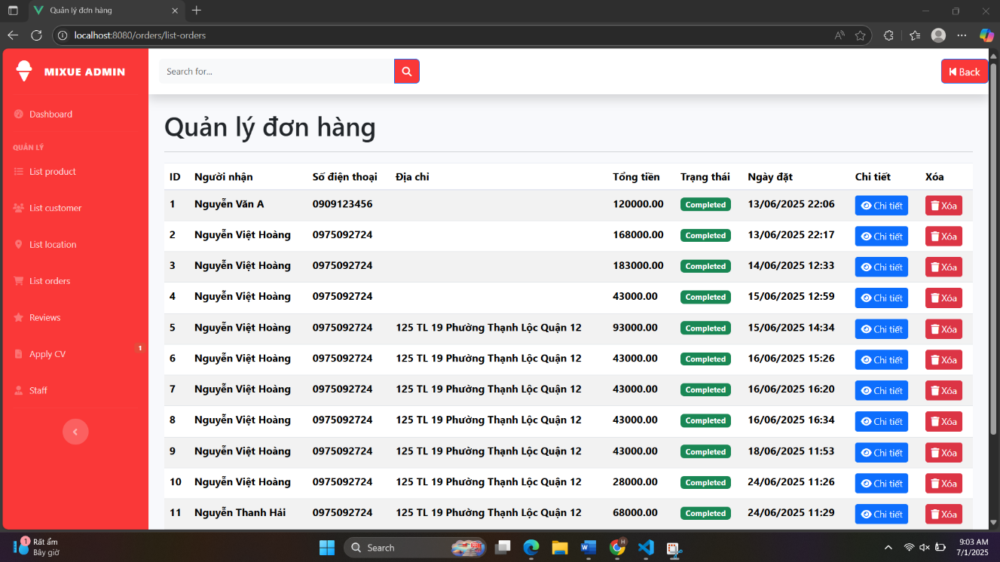 Quản lý đơn hàng
localhost:8080/orders/list-orders
MIXUE ADMIN
Search for...
Back
Dashboard
QUẢN LÝ
List product
List customer
List location
List orders
Reviews
Apply CV 1
Staff
Quản lý đơn hàng
ID Người nhận Số điện thoại Địa chỉ Tổng tiền Trạng thái Ngày đặt Chi tiết Xóa
1 Nguyễn Văn A 0909123456 120000.00 Completed 13/06/2025 22:06 Chi tiết Xóa
2 Nguyễn Việt Hoàng 0975092724 168000.00 Completed 13/06/2025 22:17 Chi tiết Xóa
3 Nguyễn Việt Hoàng 0975092724 183000.00 Completed 14/06/2025 12:33 Chi tiết Xóa
4 Nguyễn Việt Hoàng 0975092724 43000.00 Completed 15/06/2025 12:59 Chi tiết Xóa
5 Nguyễn Việt Hoàng 0975092724 125 TL 19 Phường Thạnh Lộc Quận 12 93000.00 Completed 15/06/2025 14:34 Chi tiết Xóa
6 Nguyễn Việt Hoàng 0975092724 125 TL 19 Phường Thạnh Lộc Quận 12 43000.00 Completed 16/06/2025 15:26 Chi tiết Xóa
7 Nguyễn Việt Hoàng 0975092724 125 TL 19 Phường Thạnh Lộc Quận 12 43000.00 Completed 16/06/2025 16:20 Chi tiết Xóa
8 Nguyễn Việt Hoàng 0975092724 125 TL 19 Phường Thạnh Lộc Quận 12 43000.00 Completed 16/06/2025 16:34 Chi tiết Xóa
9 Nguyễn Việt Hoàng 0975092724 125 TL 19 Phường Thạnh Lộc Quận 12 43000.00 Completed 18/06/2025 11:53 Chi tiết Xóa
10 Nguyễn Việt Hoàng 0975092724 125 TL 19 Phường Thạnh Lộc Quận 12 28000.00 Completed 24/06/2025 11:26 Chi tiết Xóa
11 Nguyễn Thanh Hải 0975092724 125 TL 19 Phường Thạnh Lộc Quận 12 68000.00 Completed 24/06/2025 11:29 Chi tiết Xóa
1 Rất ẩm
Bây giờ
Search
9:03 AM
7/1/2025